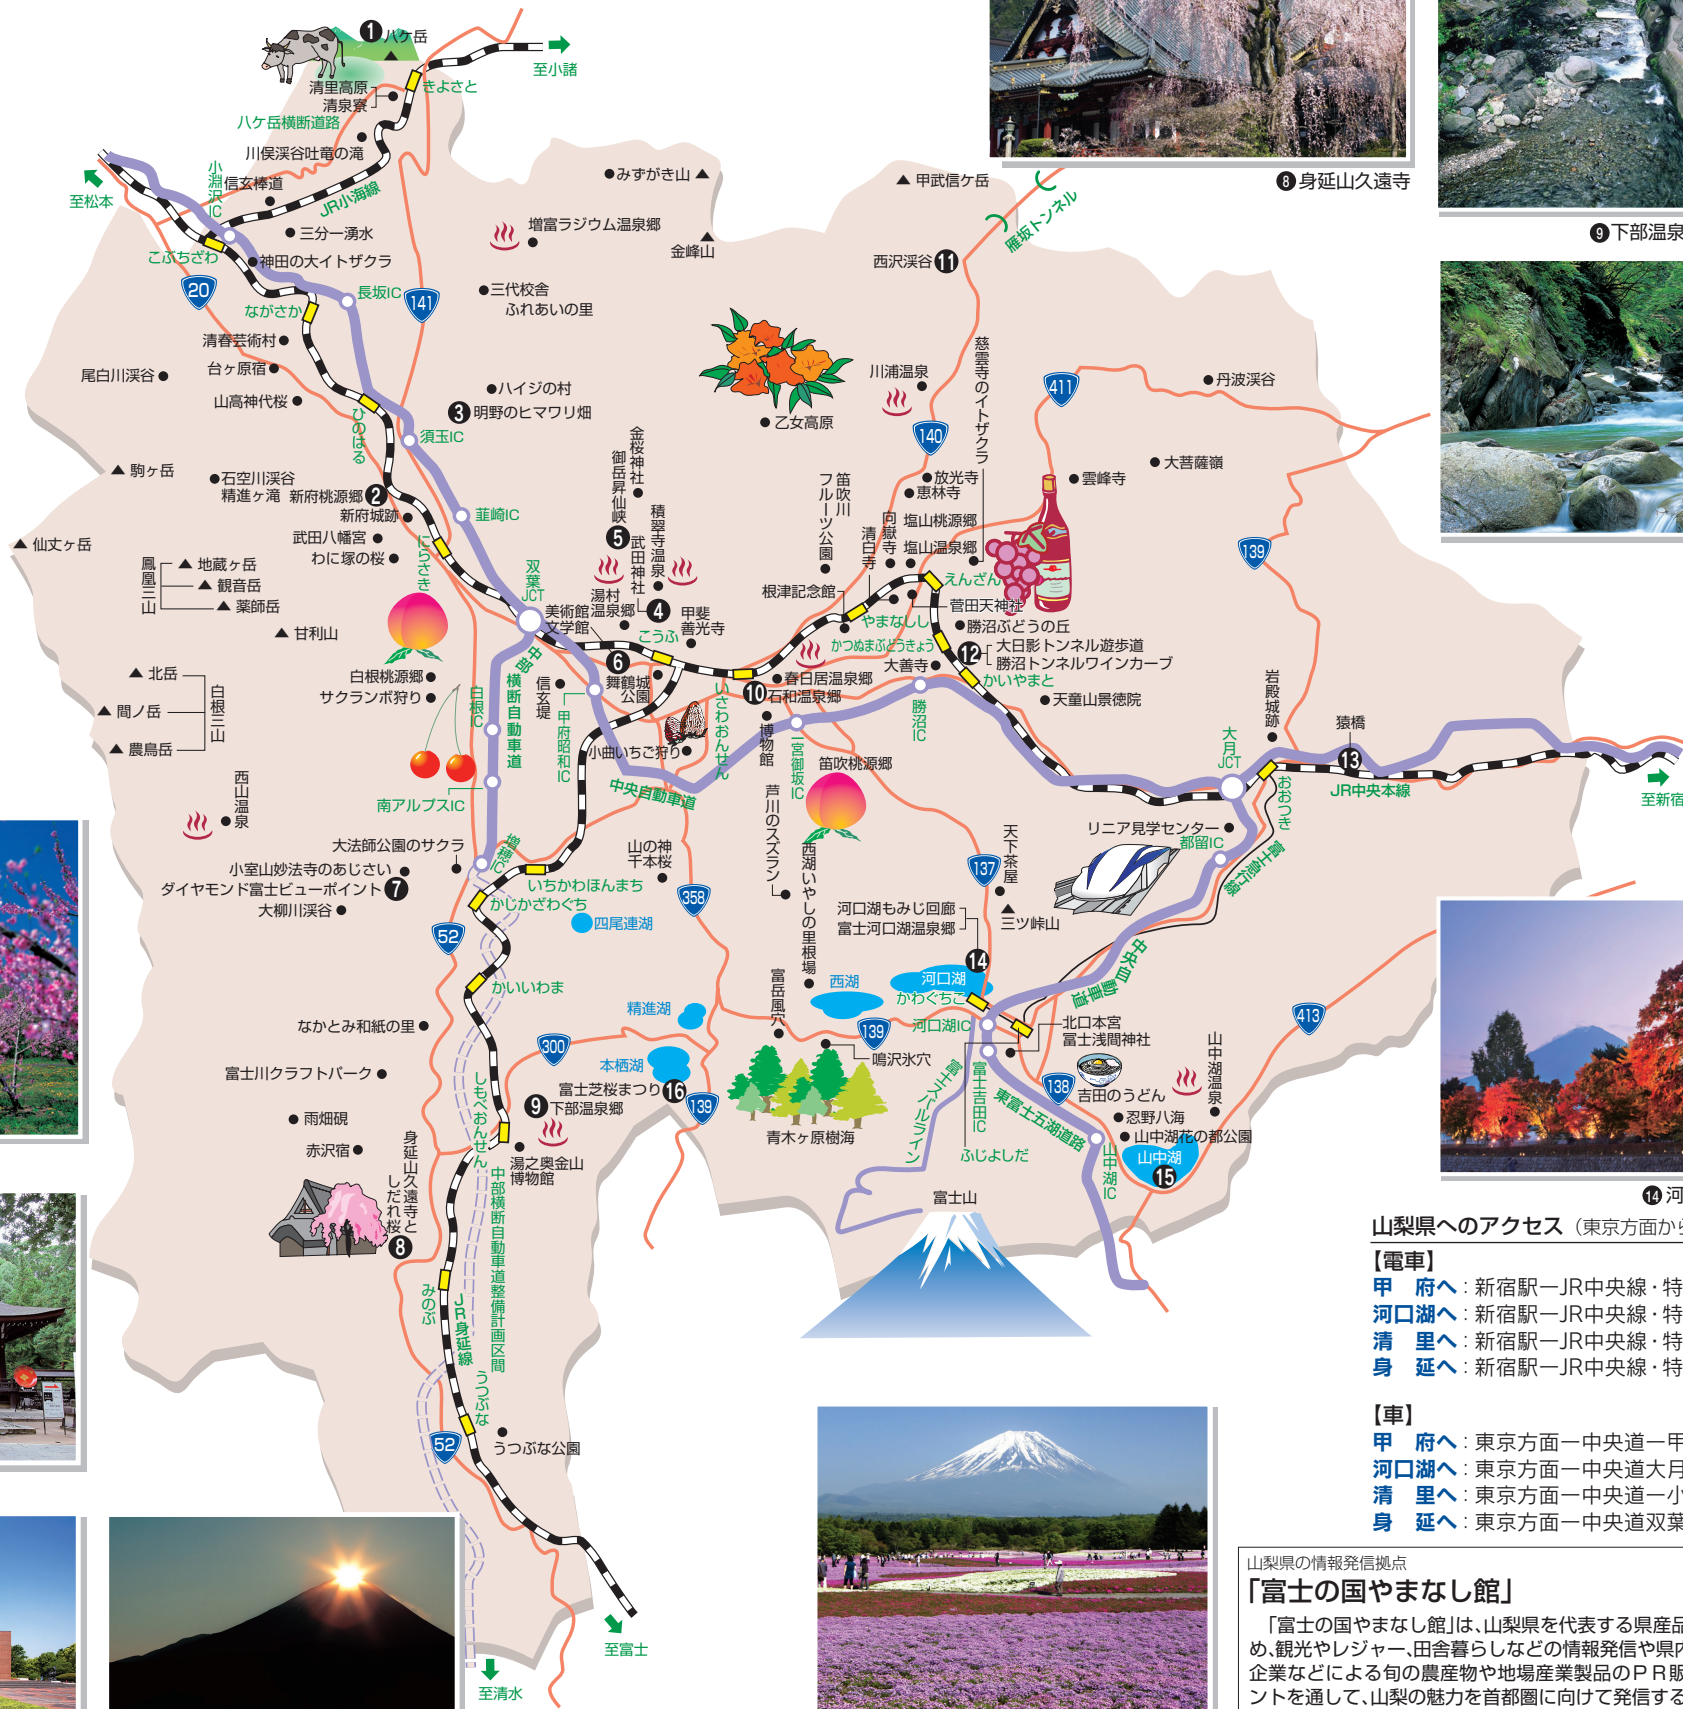 ❶八ケ岳
至小諸
清里高原
清泉寮
きよさと
八ケ岳横断道路
川俣渓谷吐竜の滝
小淵沢IC
信玄棒道
JR小海線
至松本
三分一湧水
こぶちざわ
神田の大イトザクラ
20
長坂IC
141
ながさか
みずがき山
増富ラジウム温泉郷
金峰山
甲武信ケ岳
雁坂トンネル
西沢渓谷⓫
三代校舎
ふれあいの里
❽身延山久遠寺
❾下部温泉
清春芸術村
台ヶ原宿
尾白川渓谷
山高神代桜
ひのはる
ハイジの村
❸明野のヒマワリ畑
須玉IC
乙女高原
川浦温泉
慈雲寺のイトザクラ
411
丹波渓谷
140
駒ヶ岳
石空川渓谷
精進ヶ滝
新府桃源郷❷
新府城跡
韮崎IC
金桜神社
御岳昇仙峡
❺
積翠寺温泉
武田神社
笛吹川
フルーツ公園
放光寺
恵林寺
向嶽寺
清白寺
塩山桃源郷
塩山温泉郷
大菩薩嶺
雲峰寺
139
仙丈ヶ岳
武田八幡宮
わに塚の桜
にらさき
鳳凰三山
地蔵ヶ岳
観音岳
薬師岳
甘利山
双葉JCT
美術館
文学館
湯村
温泉郷
❹
甲斐
善光寺
こうふ
根津記念館
えんざん
菅田天神社
やまなしし
勝沼ぶどうの丘
かつぬまぶどうきょう
⓬
大日影トンネル遊歩道
勝沼トンネルワインカーブ
大善寺
かいやまと
天童山景徳院
北岳
間ノ岳
農鳥岳
白根三山
白根桃源郷
サクランボ狩り
白根IC
中部横断自動車道
信玄堤
甲府昭和IC
❻
舞鶴城
公園
小曲いちご狩り
いさわおんせん
春日居温泉郷
❿石和温泉郷
博物館
一宮御坂IC
勝沼IC
笛吹桃源郷
中央自動車道
岩殿城跡
猿橋
⓭
大月JCT
おおつき
JR中央本線
至新宿
西山温泉
南アルプスIC
増穂IC
大法師公園のサクラ
小室山妙法寺のあじさい
ダイヤモンド富士ビューポイント❼
大柳川渓谷
いちかわほんまち
かじかざわぐち
山の神
千本桜
358
四尾連湖
芦川のスズラン
西湖いやしの里根場
天下茶屋
137
三ツ峠山
リニア見学センター
都留IC
富士急行線
河口湖もみじ回廊
富士河口湖温泉郷
⓮
52
かいいわま
なかとみ和紙の里
富士川クラフトパーク
精進湖
300
本栖湖
富士芝桜まつり⓰
139
富岳風穴
西湖
河口湖
かわぐちこ
139
鳴沢氷穴
河口湖IC
中央自動車道
北口本宮
冨士浅間神社
413
山中湖温泉
138
吉田のうどん
忍野八海
山中湖花の都公園
山中湖
⓯
山中湖IC
東富士五湖道路
富士吉田IC
ふじよしだ
富士スバルライン
青木ヶ原樹海
富士山
雨畑硯
赤沢宿
しもべおんせん
❾下部温泉郷
湯之奥金山
博物館
身延山久遠寺と
しだれ桜
❽
みのぶ
中部横断自動車道整備計画区間
JR身延線
うつぶな
52
うつぶな公園
至富士
至清水
⓮河
山梨県へのアクセス（東京方面から
【電車】
甲　府へ：新宿駅ーJR中央線・特
河口湖へ：新宿駅ーJR中央線・特
清　里へ：新宿駅ーJR中央線・特
身　延へ：新宿駅ーJR中央線・特
【車】
甲　府へ：東京方面ー中央道ー甲
河口湖へ：東京方面ー中央道大月
清　里へ：東京方面ー中央道ー小
身　延へ：東京方面ー中央道双葉
山梨県の情報発信拠点
「富士の国やまなし館」
「富士の国やまなし館」は、山梨県を代表する県産品
め、観光やレジャー、田舎暮らしなどの情報発信や県内
企業などによる旬の農産物や地場産業製品のＰＲ販
ントを通して、山梨の魅力を首都圏に向けて発信する